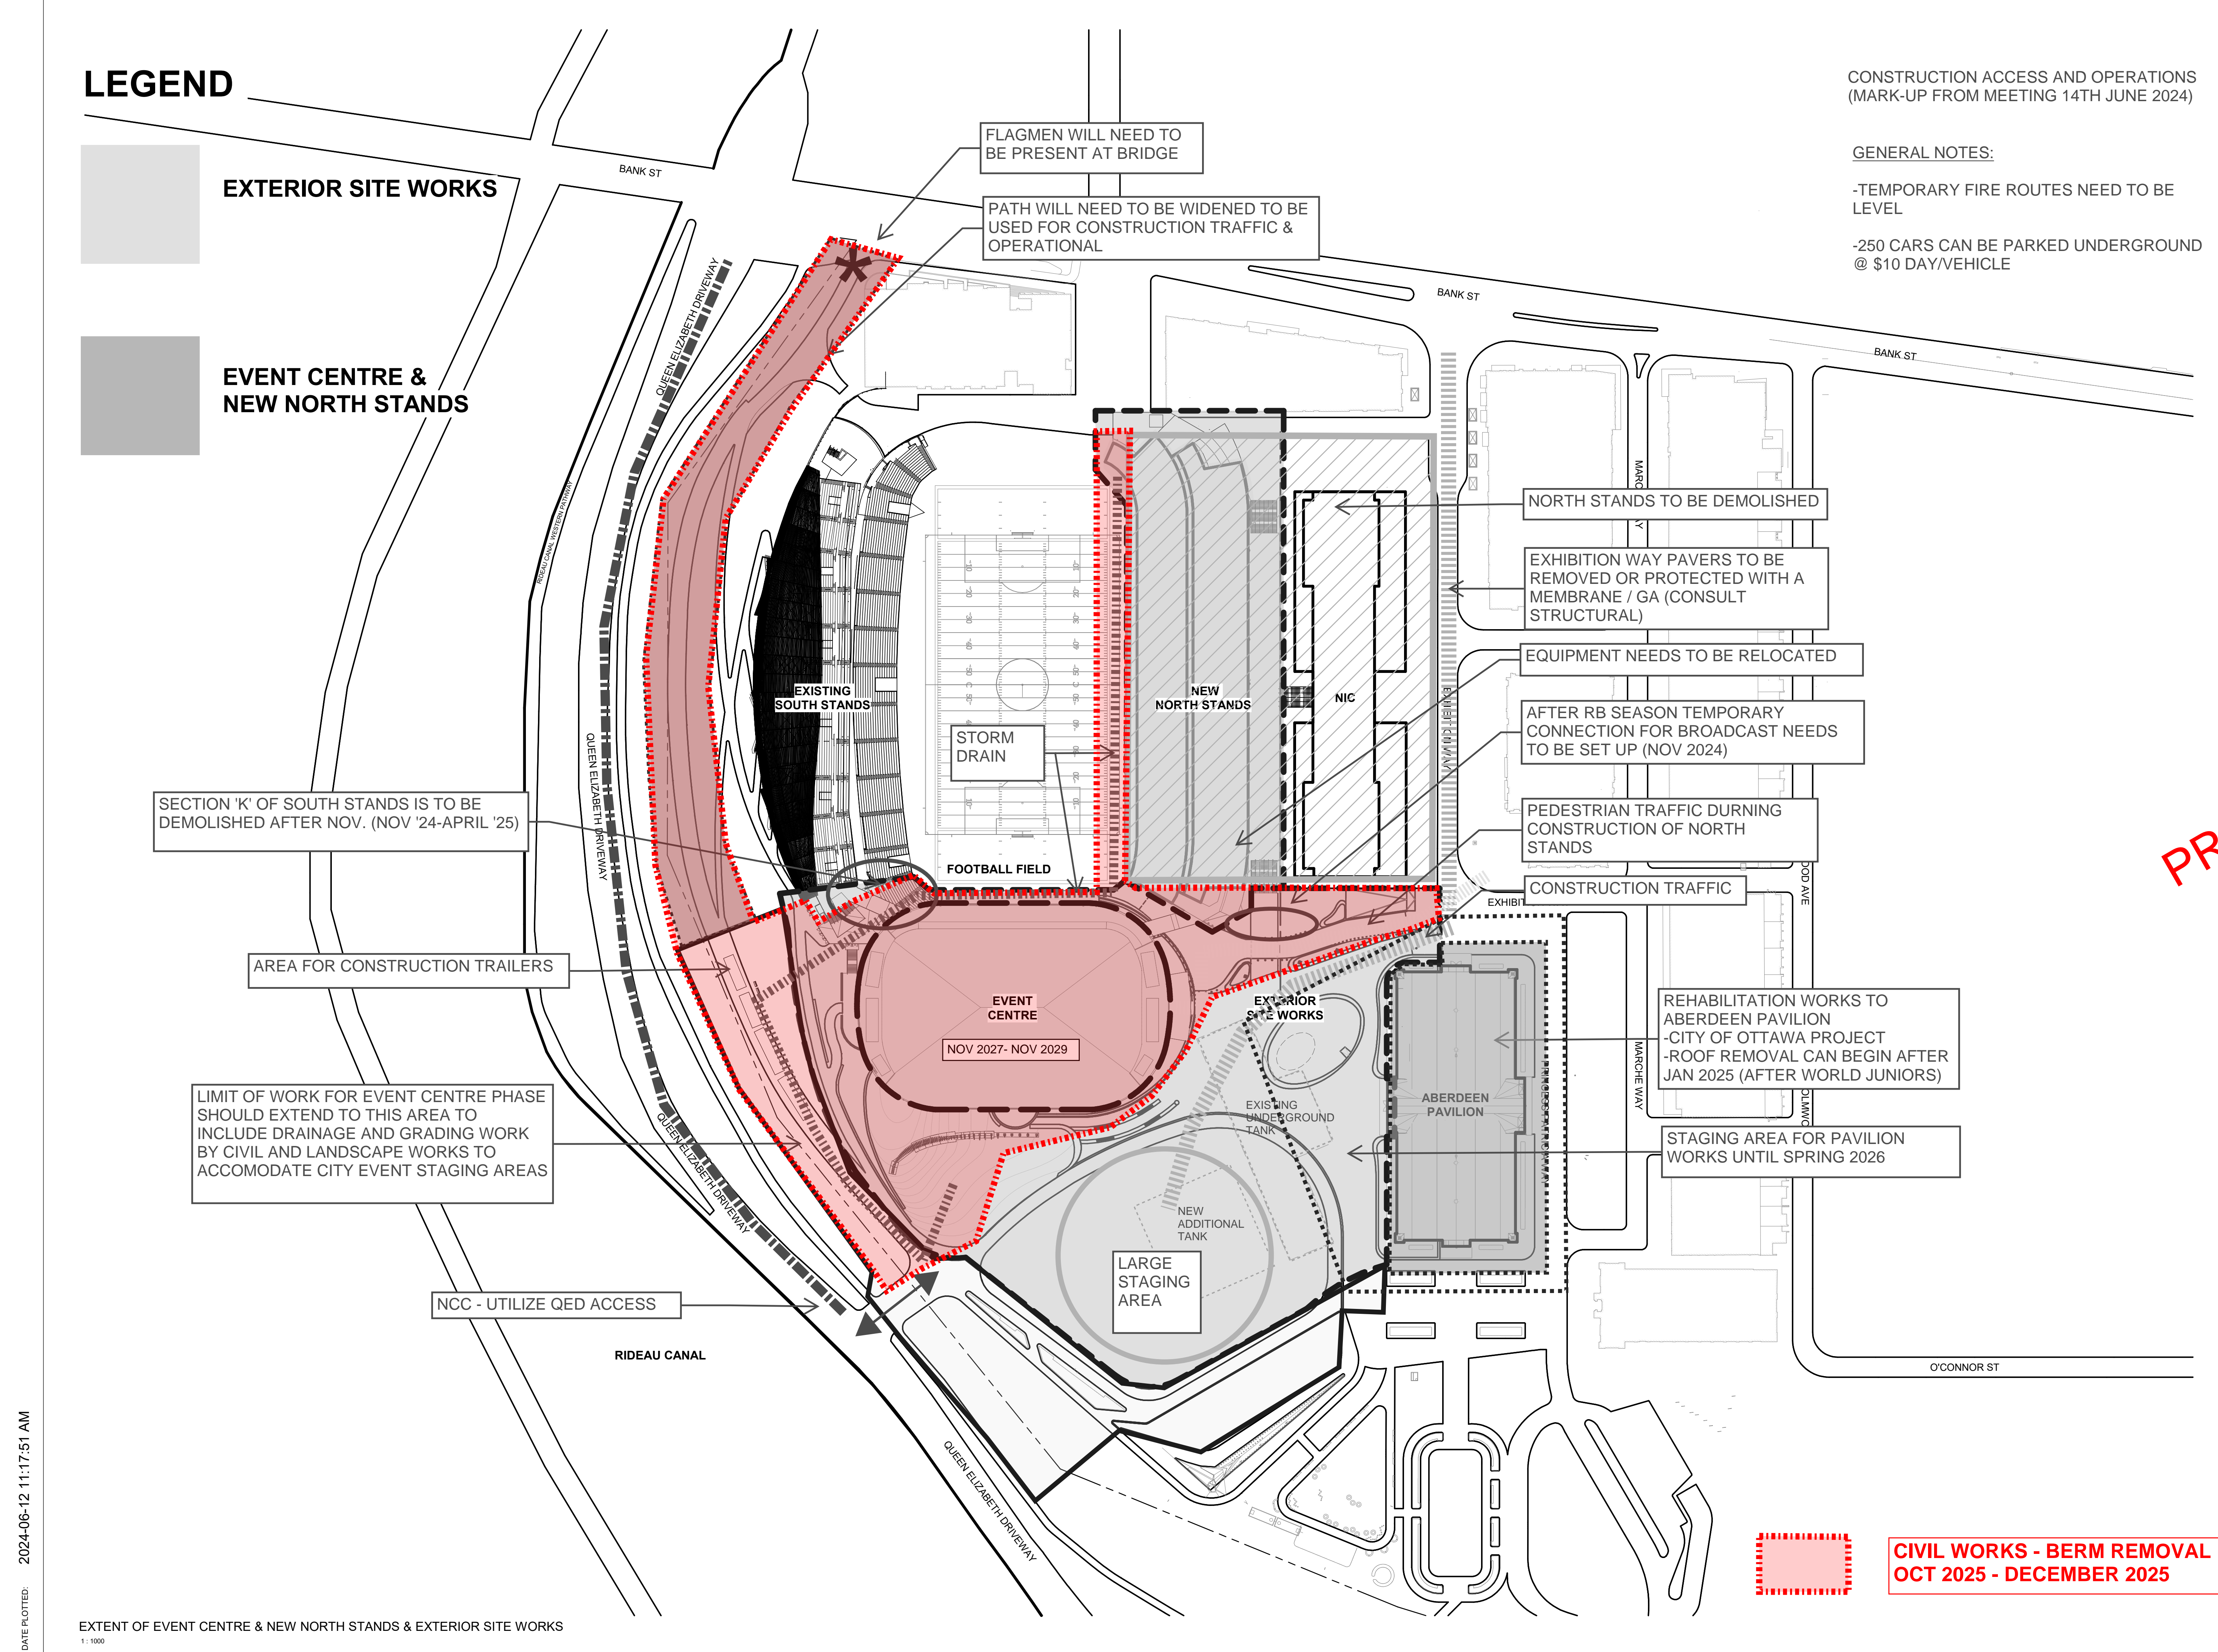 LEGEND
EXTERIOR SITE WORKS
EVENT CENTRE &
NEW NORTH STANDS
CONSTRUCTION ACCESS AND OPERATIONS
(MARK-UP FROM MEETING 14TH JUNE 2024)
GENERAL NOTES:
-TEMPORARY FIRE ROUTES NEED TO BE
LEVEL
-250 CARS CAN BE PARKED UNDERGROUND
@ $10 DAY/VEHICLE
FLAGMEN WILL NEED TO
BE PRESENT AT BRIDGE
PATH WILL NEED TO BE WIDENED TO BE
USED FOR CONSTRUCTION TRAFFIC &
OPERATIONAL
BANK ST
BANK ST
BANK ST
QUEEN ELIZABETH DRIVEWAY
RIDEAU CANAL WESTERN PATHWAY
QUEEN ELIZABETH DRIVEWAY
QUEEN ELIZABETH DRIVEWAY
QUEEN ELIZABETH DRIVEWAY
NORTH STANDS TO BE DEMOLISHED
EXHIBITION WAY PAVERS TO BE
REMOVED OR PROTECTED WITH A
MEMBRANE / GA (CONSULT
STRUCTURAL)
EQUIPMENT NEEDS TO BE RELOCATED
AFTER RB SEASON TEMPORARY
CONNECTION FOR BROADCAST NEEDS
TO BE SET UP (NOV 2024)
PEDESTRIAN TRAFFIC DURNING
CONSTRUCTION OF NORTH
STANDS
CONSTRUCTION TRAFFIC
EXISTING
SOUTH STANDS
NEW
NORTH STANDS
NIC
EXHIBITION WAY
STORM
DRAIN
FOOTBALL FIELD
SECTION 'K' OF SOUTH STANDS IS TO BE
DEMOLISHED AFTER NOV. (NOV '24-APRIL '25)
AREA FOR CONSTRUCTION TRAILERS
LIMIT OF WORK FOR EVENT CENTRE PHASE
SHOULD EXTEND TO THIS AREA TO
INCLUDE DRAINAGE AND GRADING WORK
BY CIVIL AND LANDSCAPE WORKS TO
ACCOMODATE CITY EVENT STAGING AREAS
NCC - UTILIZE QED ACCESS
RIDEAU CANAL
EVENT
CENTRE
NOV 2027- NOV 2029
EXTERIOR
SITE WORKS
EXISTING
UNDERGROUND
TANK
NEW
ADDITIONAL
TANK
LARGE
STAGING
AREA
ABERDEEN
PAVILION
REHABILITATION WORKS TO
ABERDEEN PAVILION
-CITY OF OTTAWA PROJECT
-ROOF REMOVAL CAN BEGIN AFTER
JAN 2025 (AFTER WORLD JUNIORS)
STAGING AREA FOR PAVILION
WORKS UNTIL SPRING 2026
MARCHE WAY
O'CONNOR ST
PR
CIVIL WORKS - BERM REMOVAL
OCT 2025 - DECEMBER 2025
EXTENT OF EVENT CENTRE & NEW NORTH STANDS & EXTERIOR SITE WORKS
1 : 1000
DATE PLOTTED: 2024-06-12 11:17:51 AM